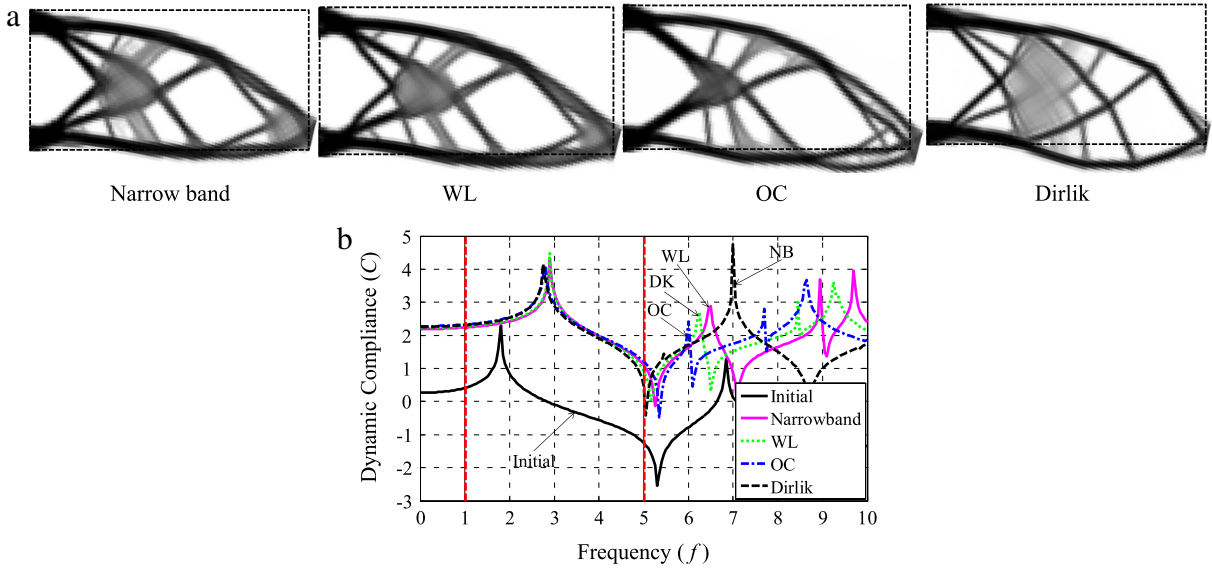 a
Narrow band
WL
OC
Dirlik
b
Dynamic Compliance (C)
5
4
3
2
1
0
-1
-2
-3
WL
NB
DK
OC
Initial
Initial
Narrowband
WL
OC
Dirlik
0 1 2 3 4 5 6 7 8 9 10
Frequency (f)